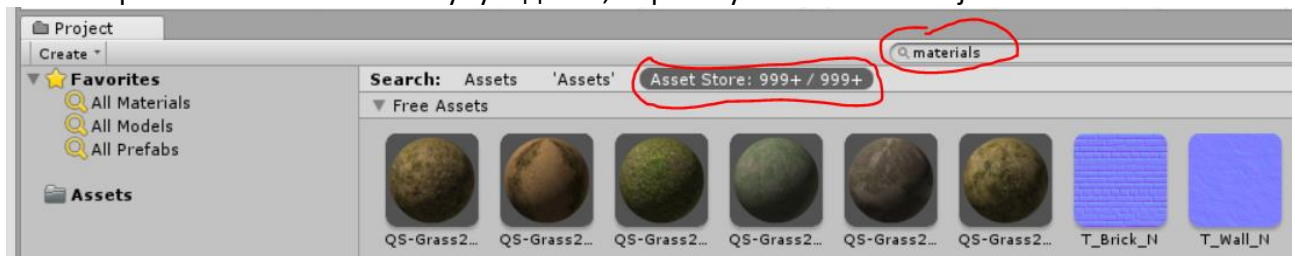 Project
Create
materials
Favorites
All Materials
All Models
All Prefabs
Assets
Search: Assets 'Assets' Asset Store: 999+ / 999+
Free Assets
QS-Grass2... QS-Grass2... QS-Grass2... QS-Grass2... QS-Grass2... QS-Grass2... T_Brick_N T_Wall_N